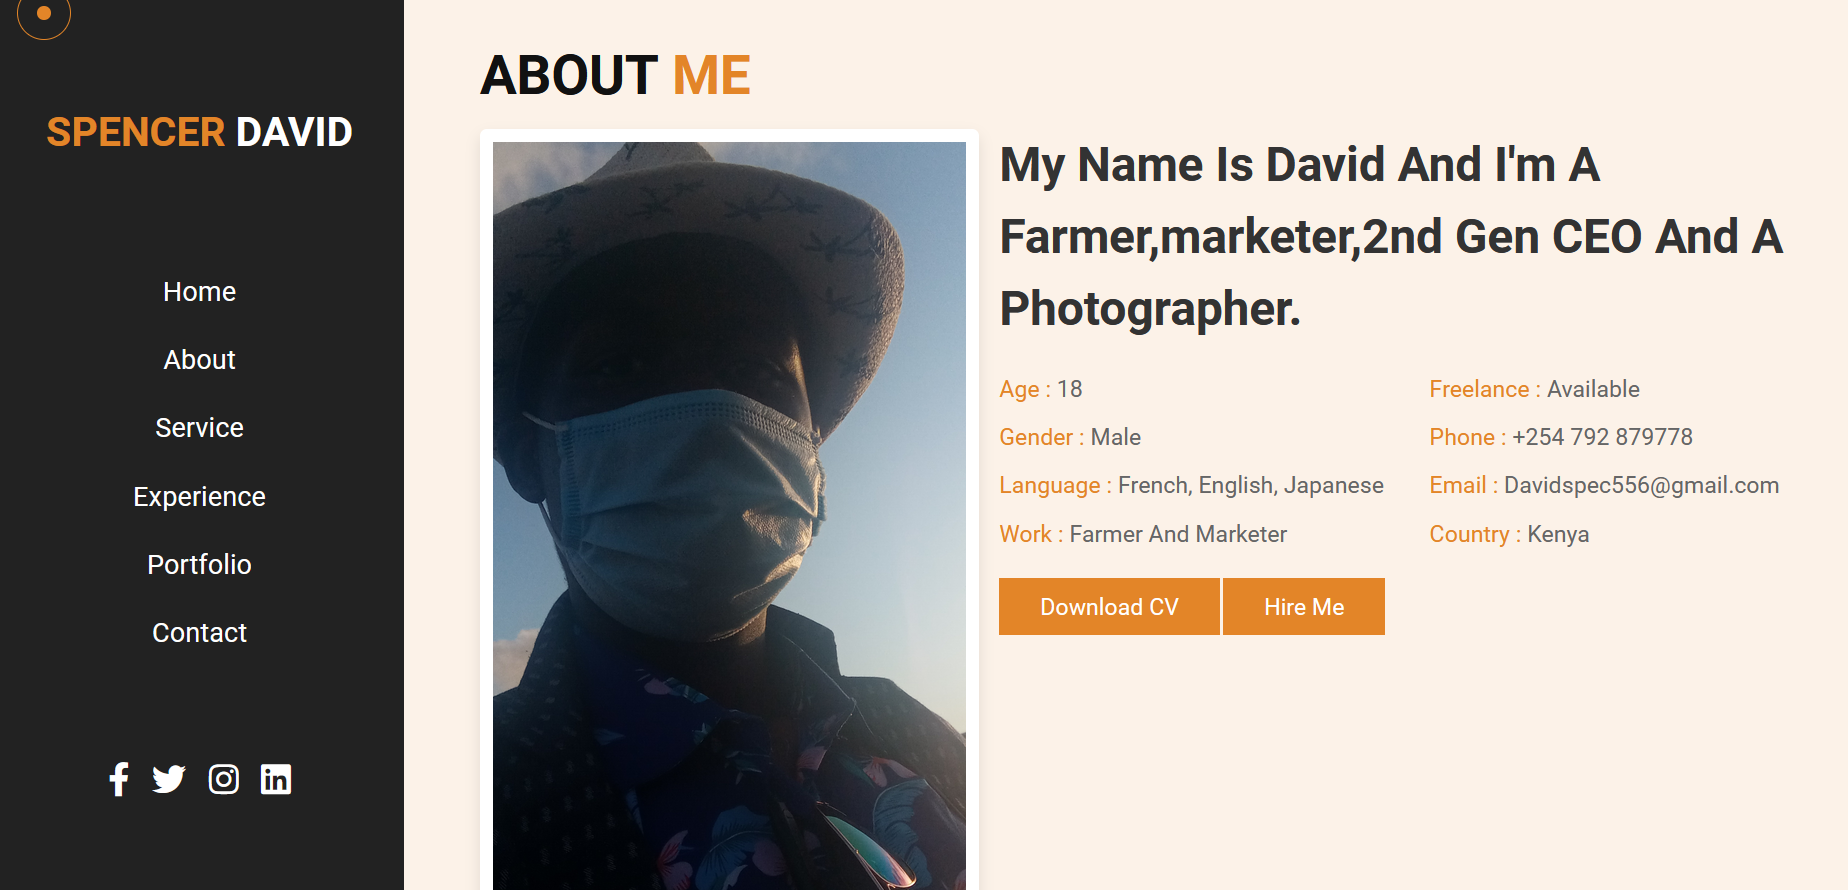 SPENCER DAVID
Home
About
Service
Experience
Portfolio
Contact
ABOUT ME
My Name Is David And I'm A
Farmer,marketer,2nd Gen CEO And A
Photographer.
Age : 18
Freelance : Available
Gender : Male
Phone : +254 792 879778
Language : French, English, Japanese
Email : Davidspec556@gmail.com
Work : Farmer And Marketer
Country : Kenya
Download CV
Hire Me